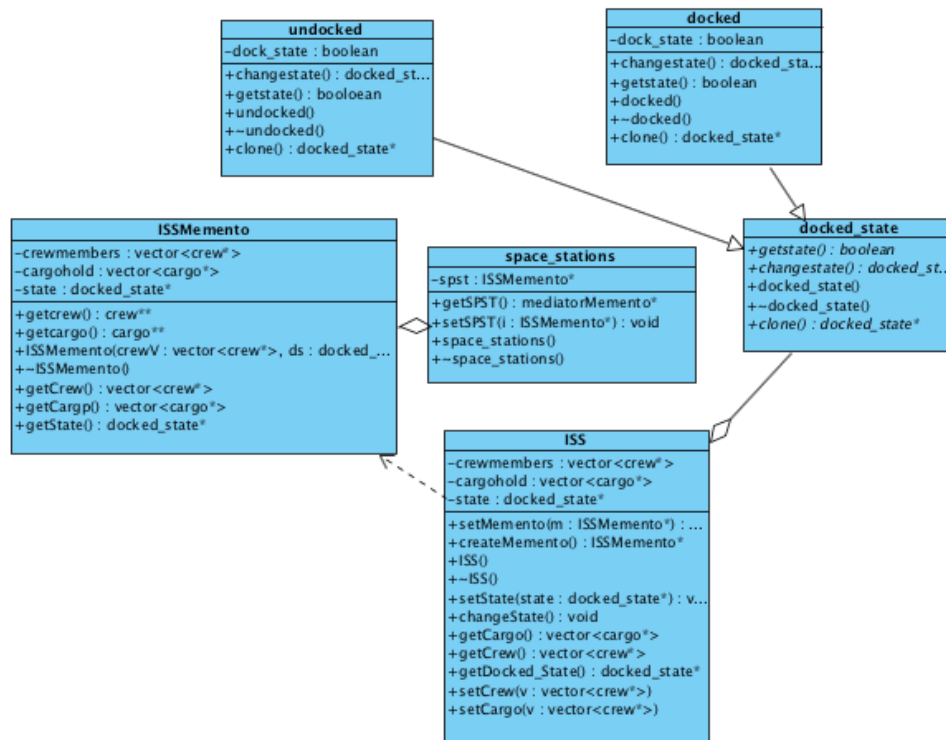 undocked
-dock_state : boolean
+changestate() : docked_st...
+getstate() : booloean
+undocked()
+~undocked()
+clone() : docked_state*
docked
-dock_state : boolean
+changestate() : docked_sta...
+getstate() : boolean
+docked()
+~docked()
+clone() : docked_state*
ISSMemento
-crewmembers : vector<crew*>
-cargohold : vector<cargo*>
-state : docked_state*
+getcrew() : crew**
+getcargo() : cargo**
+ISSMemento(crewV : vector<crew*>, ds : docked_...
+~ISSMemento()
+getCrew() : vector<crew*>
+getCargp() : vector<cargo*>
+getState() : docked_state*
space_stations
-spst : ISSMemento*
+getSPST() : mediatorMemento*
+setSPST(i : ISSMemento*) : void
+space_stations()
+~space_stations()
docked_state
+getstate() : boolean
+changestate() : docked_st...
+docked_state()
+~docked_state()
+clone() : docked_state*
ISS
-crewmembers : vector<crew*>
-cargohold : vector<cargo*>
-state : docked_state*
+setMemento(m : ISSMemento*) : ...
+createMemento() : ISSMemento*
+ISS()
+~ISS()
+setState(state : docked_state*) : v...
+changeState() : void
+getCargo() : vector<cargo*>
+getCrew() : vector<crew*>
+getDocked_State() : docked_state*
+setCrew(v : vector<crew*>)
+setCargo(v : vector<cargo*>)